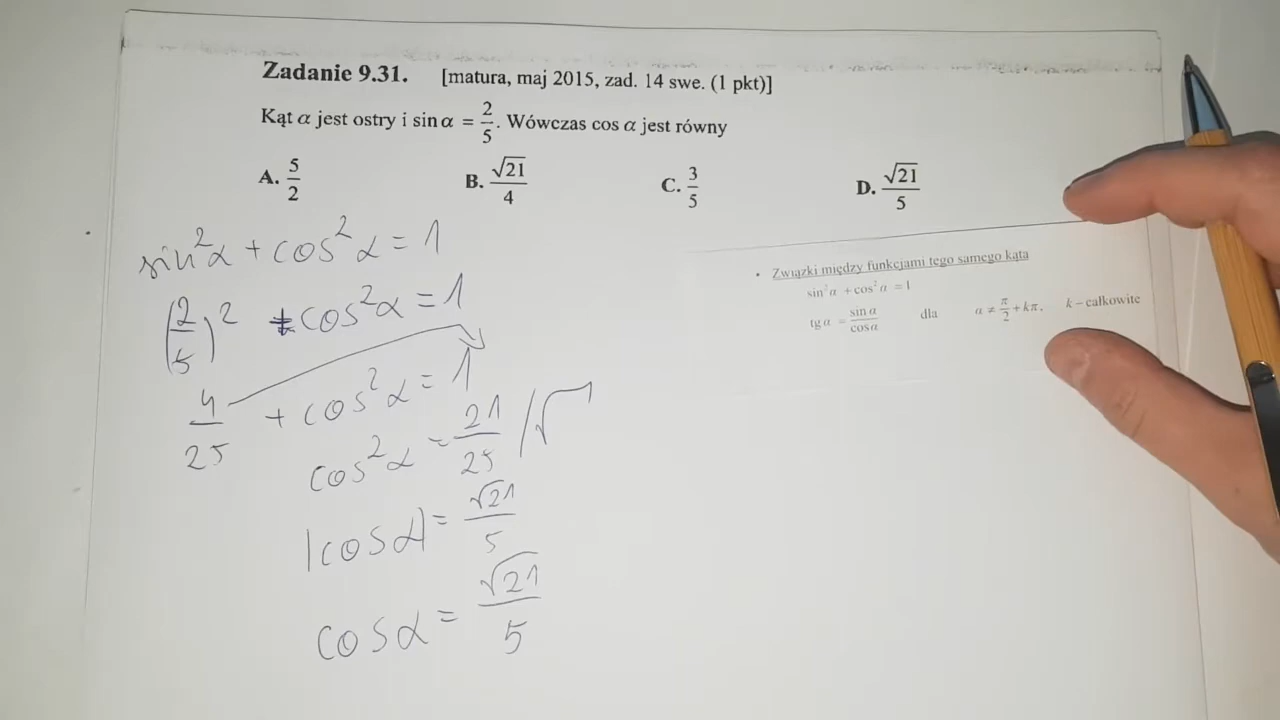 Zadanie 9.31. [matura, maj 2015, zad. 14 swe. (1 pkt)]
Kąt α jest ostry i sin α = 2/5. Wówczas cos α jest równy
A. 5/2 B. √21/4 C. 3/5 D. √21/5
sin²α + cos²α = 1
(2/5)² + cos²α = 1
4/25 + cos²α = 1
cos²α = 21/25 /√
|cosα| = √21/5
cosα = √21/5
• Związki między funkcjami tego samego kąta
sin²α + cos²α = 1
tg α = sin α/cos α dla α ≠ π/2 + kπ, k – całkowite